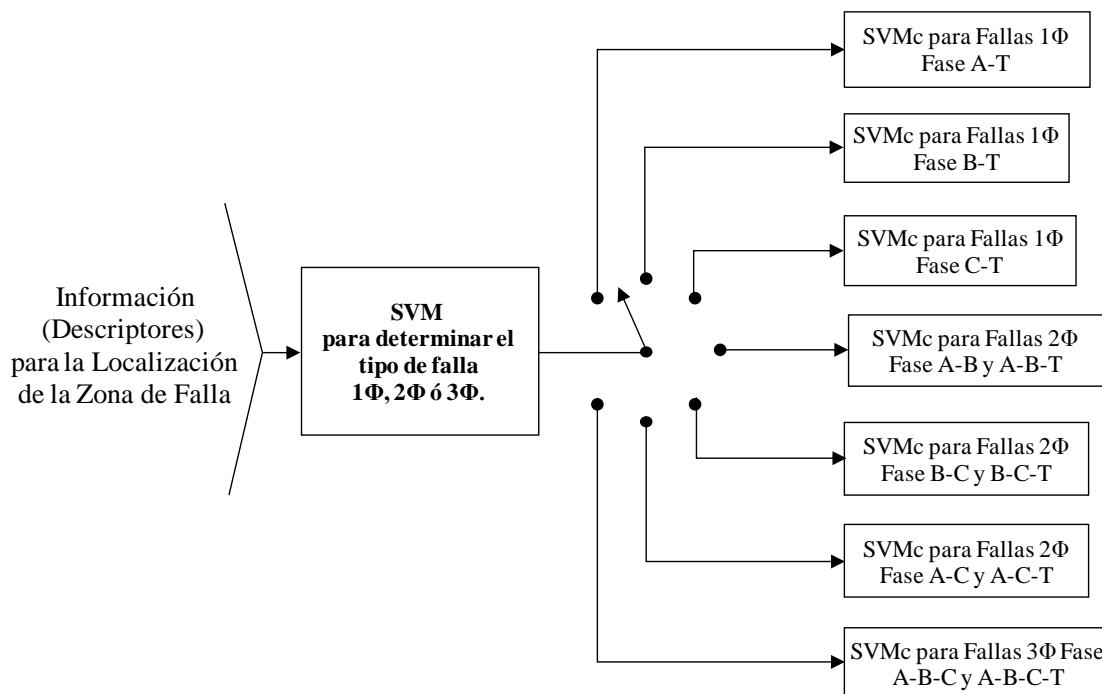 Información
(Descriptores)
para la Localización
de la Zona de Falla
SVM
para determinar el
tipo de falla
1Φ, 2Φ ó 3Φ.
SVMc para Fallas 1Φ
Fase A-T
SVMc para Fallas 1Φ
Fase B-T
SVMc para Fallas 1Φ
Fase C-T
SVMc para Fallas 2Φ
Fase A-B y A-B-T
SVMc para Fallas 2Φ
Fase B-C y B-C-T
SVMc para Fallas 2Φ
Fase A-C y A-C-T
SVMc para Fallas 3Φ Fase
A-B-C y A-B-C-T